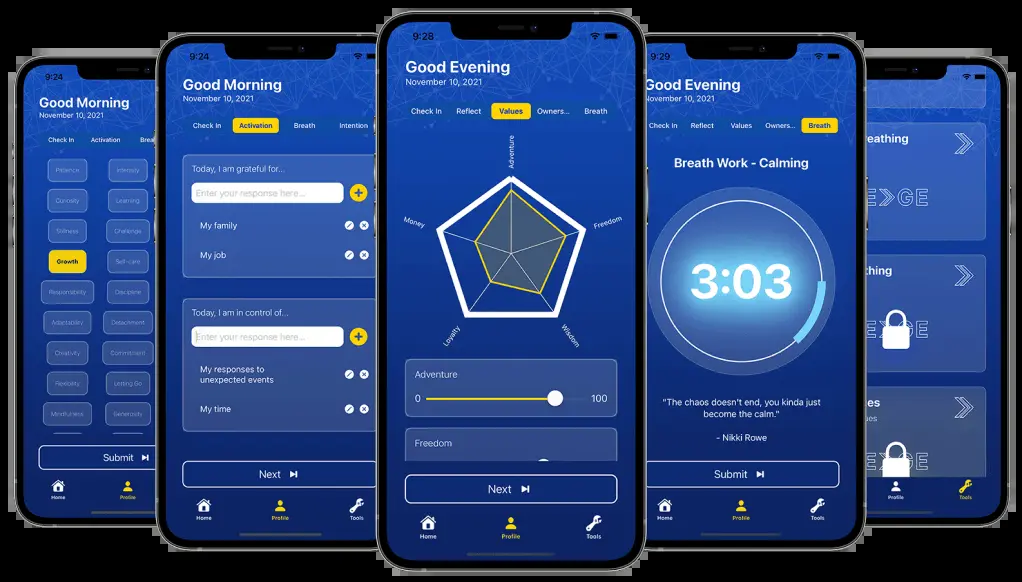 9:24
Good Morning
November 10, 2021
Check In Activation Brea
Patience Intensity
Curiosity Learning
Stillness Challenge
Growth Self-care
Responsibility Discipline
Adaptability Detachment
Creativity Commitment
Flexibility Letting Go
Mindfulness Generosity
Submit
Home Profile
9:24
Good Morning
November 10, 2021
Check In Activation Breath Intention
Today, I am grateful for...
Enter your response here...
My family
My job
Today, I am in control of...
Enter your response here...
My responses to
unexpected events
My time
Next
Home Profile Tools
9:28
Good Evening
November 10, 2021
Check In Reflect Values Owners... Breath
Adventure
Money Freedom
Loyalty Wisdom
Adventure
0 100
Freedom
Next
Home Profile Tools
9:29
Good Evening
November 10, 2021
Check In Reflect Values Owners... Breath
Breath Work - Calming
3:03
"The chaos doesn't end, you kinda just
become the calm."
- Nikki Rowe
Submit
Home Profile Tools
eathing
GE
thing
GE
es
ues
GE
Profile Tools